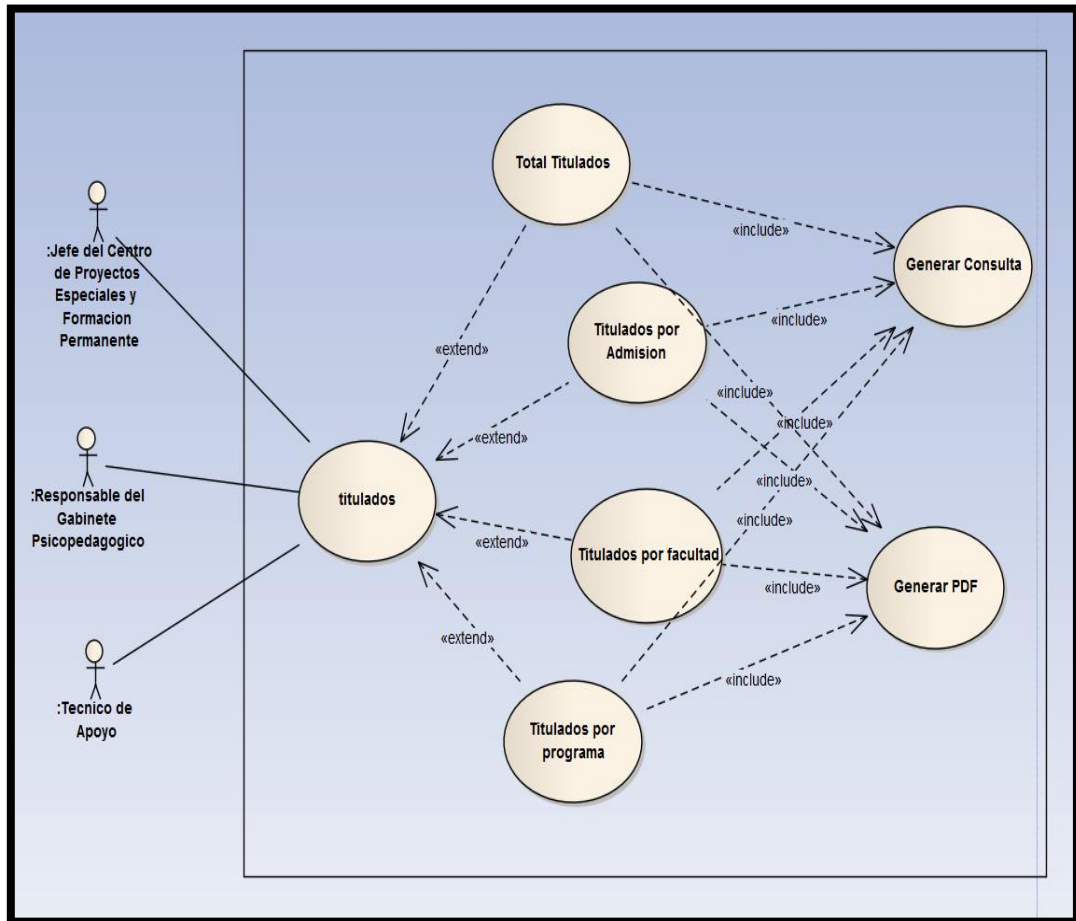 Total Titulados
«include»
Generar Consulta
:Jefe del Centro
de Proyectos
Especiales y
Formacion
Permanente
Titulados por
Admision
«include»
«extend»
«include»
«include»
«extend»
:Responsable del
Gabinete
Psicopedagogico
titulados
«include»
«include»
«extend»
Titulados por facultad
«include»
Generar PDF
«extend»
:Tecnico de
Apoyo
«include»
Titulados por
programa